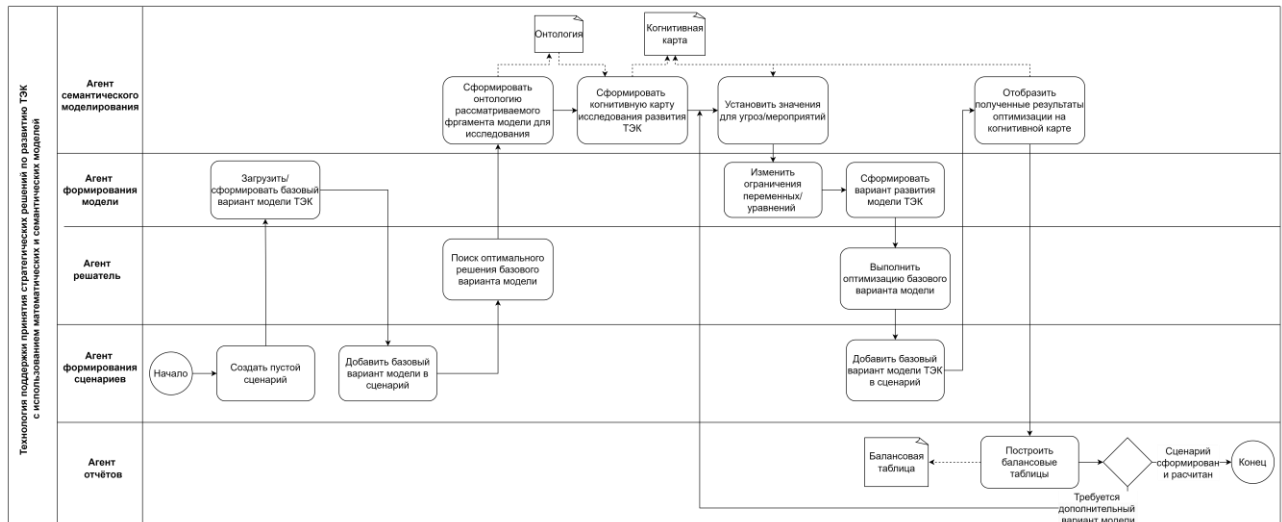 Технология поддержки принятия стратегических решений по развитию ТЭК
с использованием математических и семантических моделей
Агент
семантического
моделирования
Онтология
Когнитивная
карта
Сформировать
онтологию
рассматриваемого
фргамента модели для
исследования
Сформировать
когнитивную карту
исследования развития
ТЭК
Установить значения
для угроз/мероприятий
Отобразить
полученные результаты
оптимизации на
когнитивной карте
Агент
формирования
модели
Загрузить/
сформировать базовый
вариант модели ТЭК
Изменить
ограничения
переменных/
уравнений
Сформировать
вариант развития
модели ТЭК
Агент
решатель
Поиск оптимального
решения базового
варианта модели
Выполнить
оптимизацию базового
варианта модели
Агент
формирования
сценариев
Начало
Создать пустой
сценарий
Добавить базовый
вариант модели в
сценарий
Добавить базовый
вариант модели ТЭК
в сценарий
Агент
отчётов
Балансовая
таблица
Построить
балансовые
таблицы
Сценарий
сформирован
и расчитан
Конец
Требуется
дополнительный
вариант модели